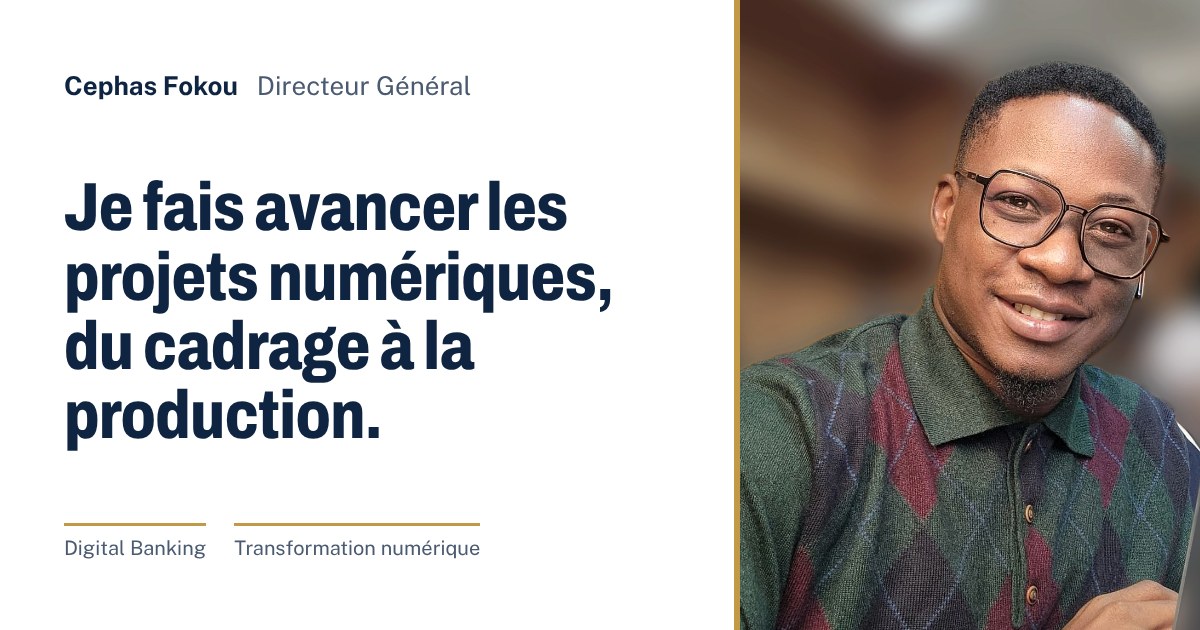 Cephas Fokou Directeur Général
Je fais avancer les
projets numériques,
du cadrage à la
production.
Digital Banking Transformation numérique